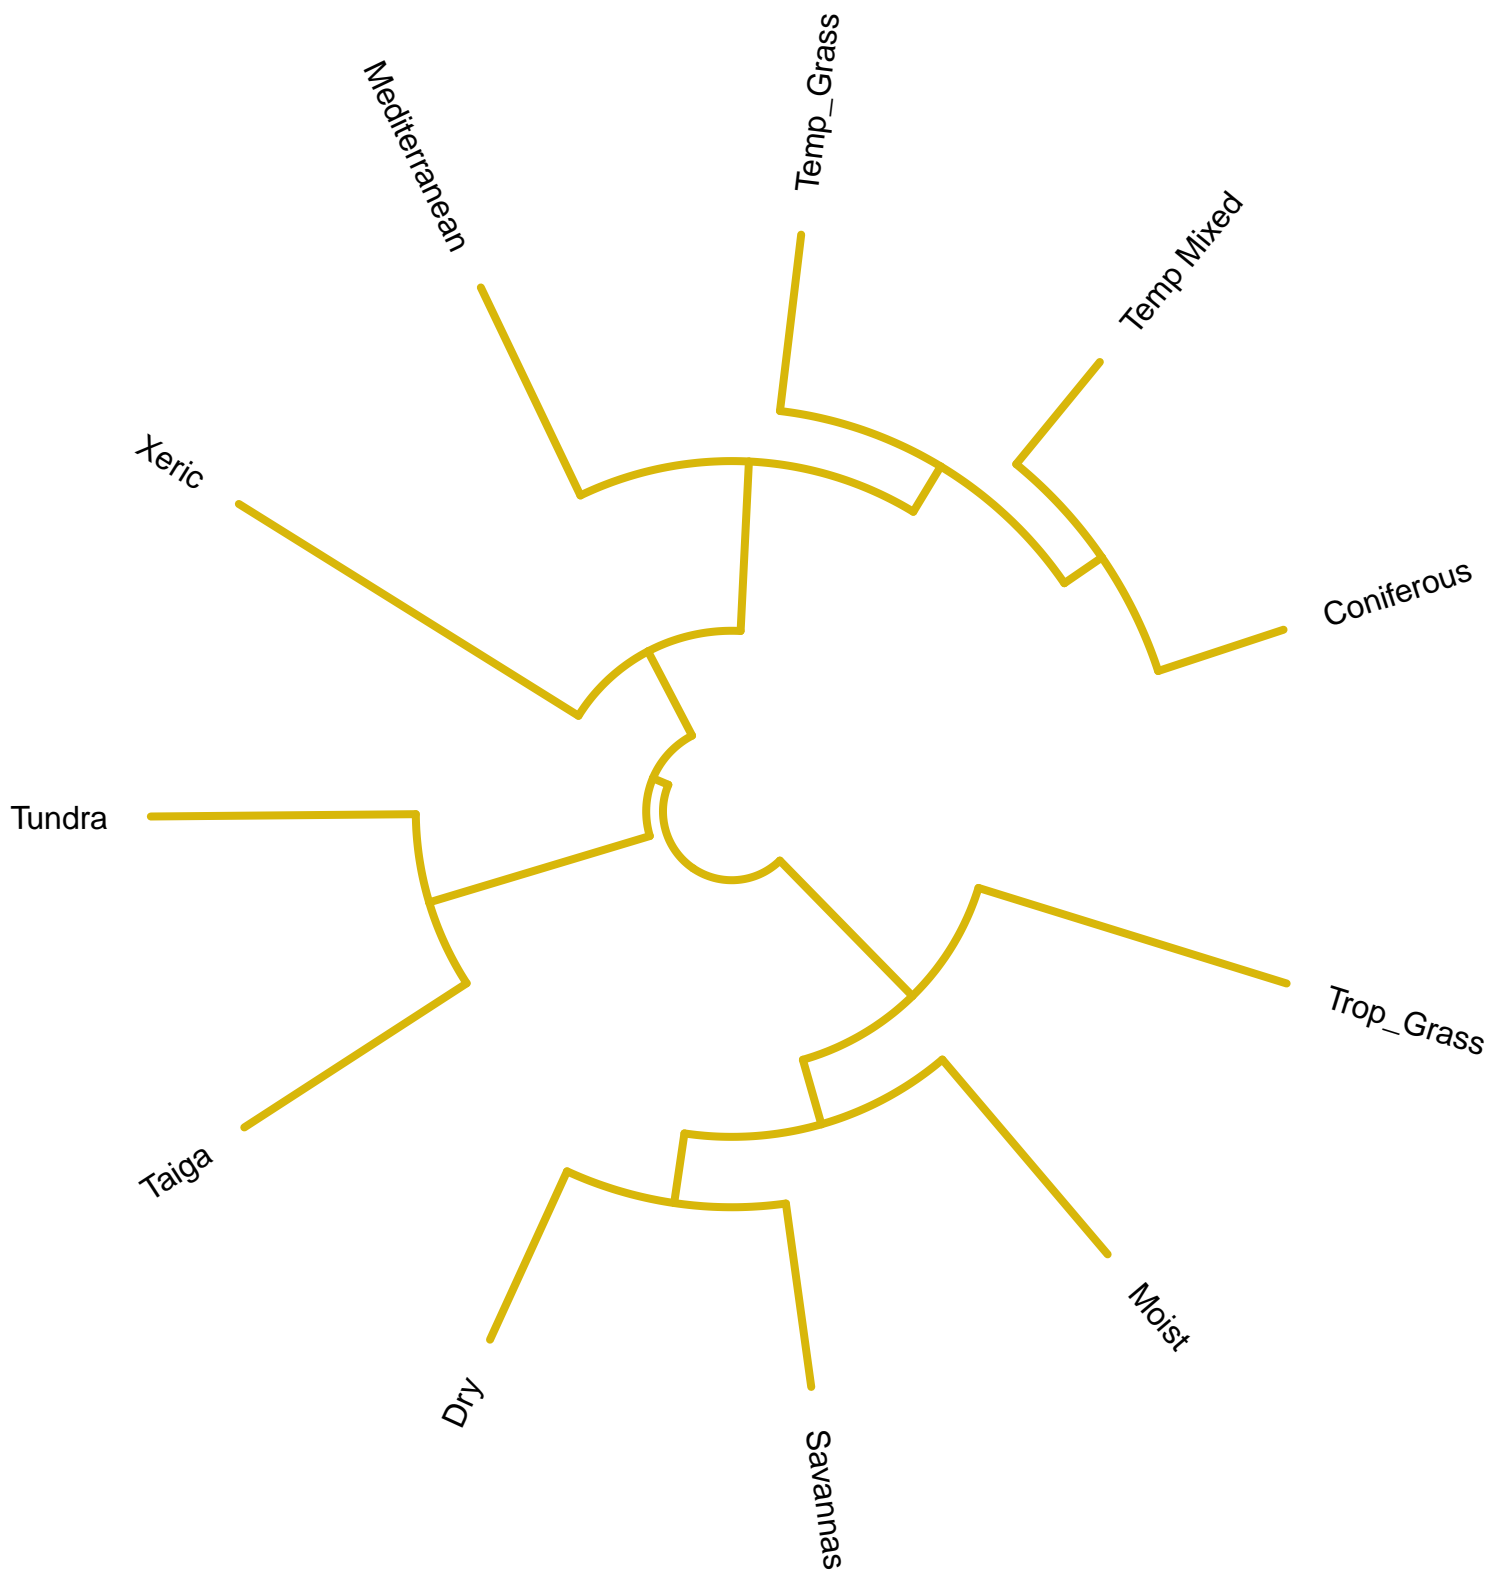 Temp_Grass
Mediterranean
Temp Mixed
Xeric
Coniferous
Tundra
Trop_Grass
Taiga
Moist
Dry
Savannas